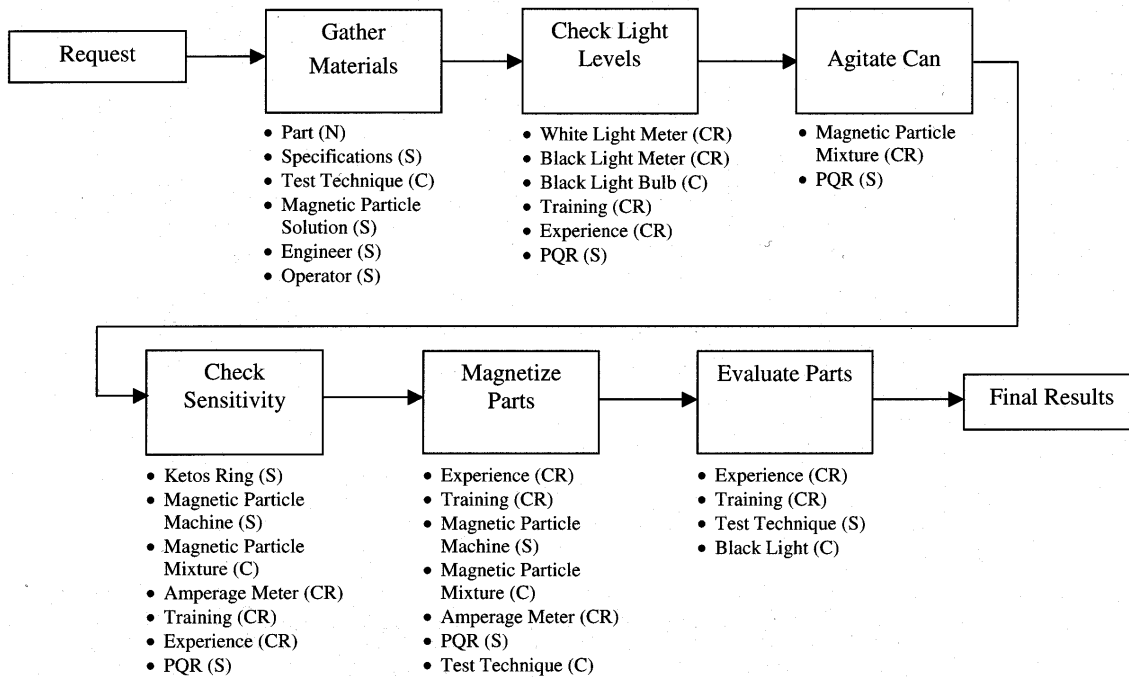 Request
Gather
Materials
Check Light
Levels
Agitate Can
• Part (N)
• Specifications (S)
• Test Technique (C)
• Magnetic Particle
Solution (S)
• Engineer (S)
• Operator (S)
• White Light Meter (CR)
• Black Light Meter (CR)
• Black Light Bulb (C)
• Training (CR)
• Experience (CR)
• PQR (S)
• Magnetic Particle
Mixture (CR)
• PQR (S)
Check
Sensitivity
Magnetize
Parts
Evaluate Parts
Final Results
• Ketos Ring (S)
• Magnetic Particle
Machine (S)
• Magnetic Particle
Mixture (C)
• Amperage Meter (CR)
• Training (CR)
• Experience (CR)
• PQR (S)
• Experience (CR)
• Training (CR)
• Magnetic Particle
Machine (S)
• Magnetic Particle
Mixture (C)
• Amperage Meter (CR)
• PQR (S)
• Test Technique (C)
• Experience (CR)
• Training (CR)
• Test Technique (S)
• Black Light (C)